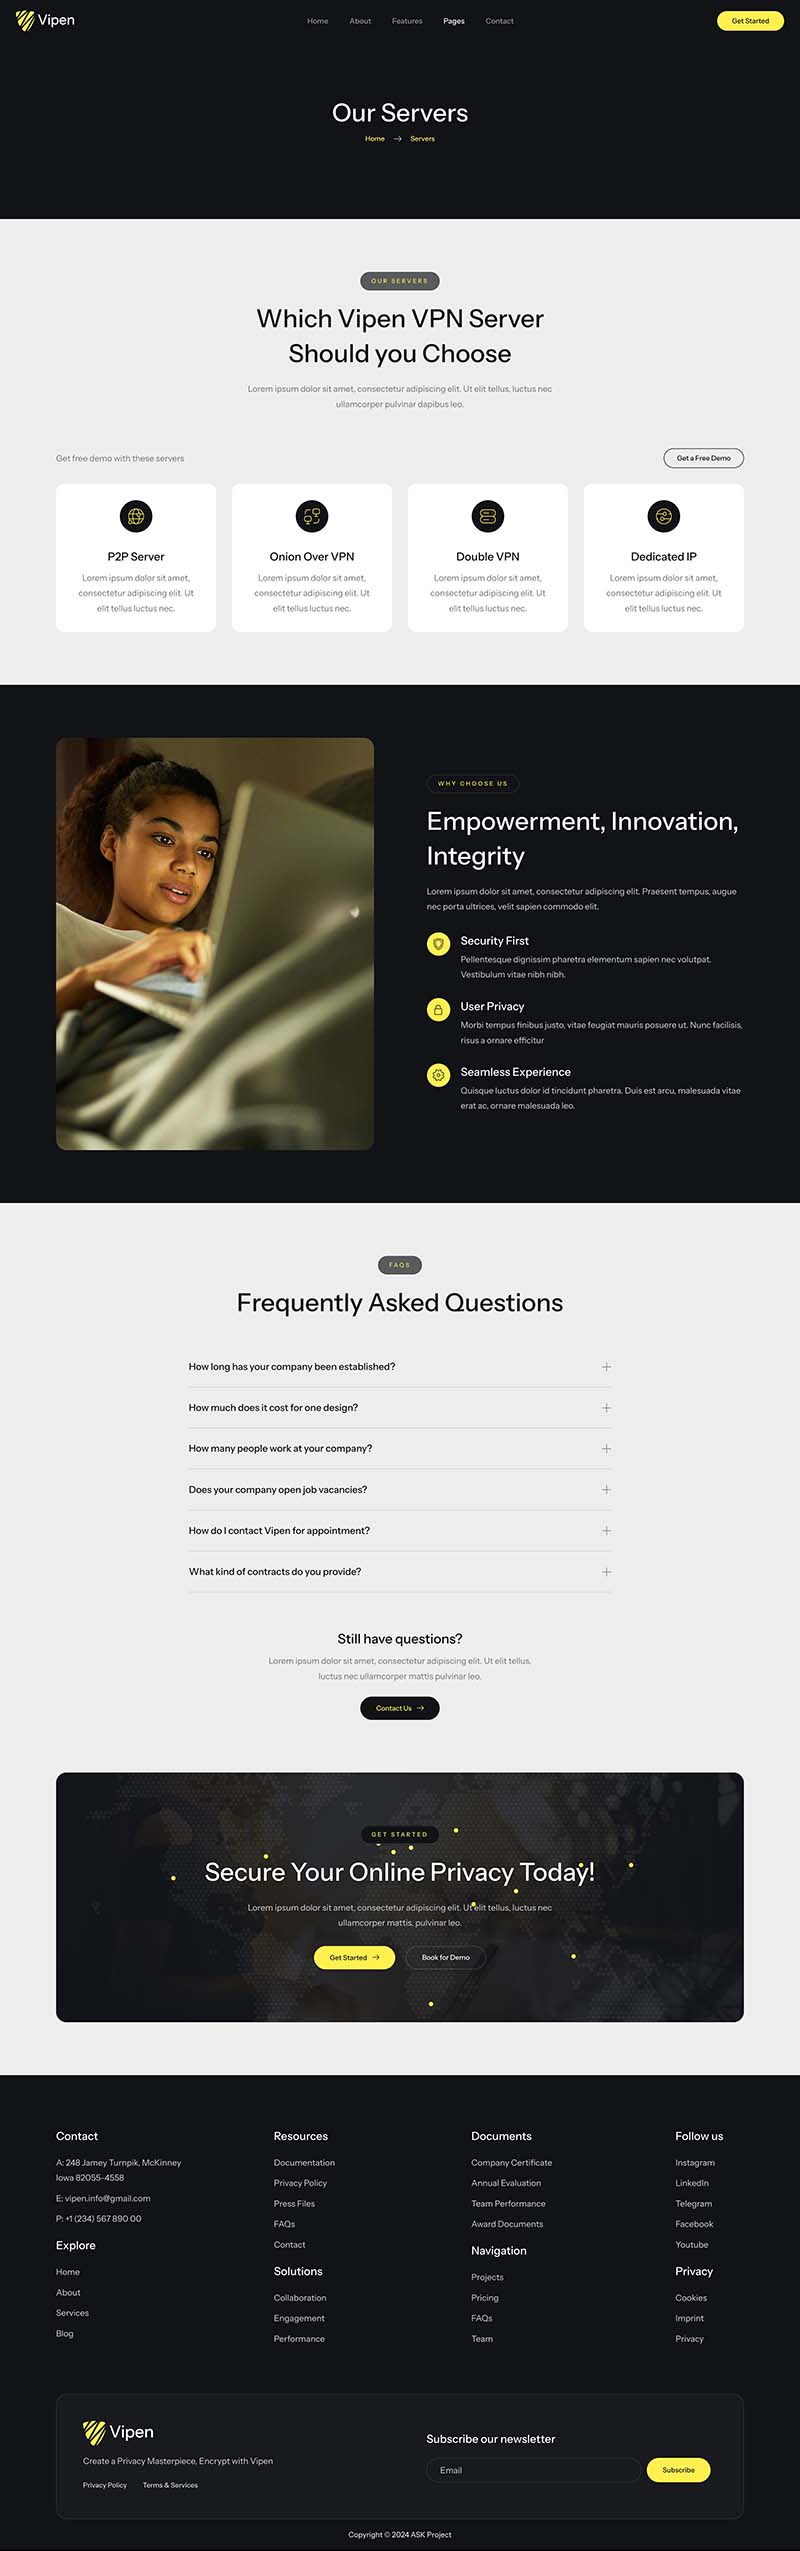 Vipen
Home About Features Pages Contact
Get Started
Our Servers
Home → Servers
OUR SERVERS
Which Vipen VPN Server
Should you Choose
Lorem ipsum dolor sit amet, consectetur adipiscing elit. Ut elit tellus, luctus nec
ullamcorper pulvinar dapibus leo.
Get free demo with these servers
Get a Free Demo
P2P Server
Lorem ipsum dolor sit amet,
consectetur adipiscing elit. Ut
elit tellus luctus nec.
Onion Over VPN
Lorem ipsum dolor sit amet,
consectetur adipiscing elit. Ut
elit tellus luctus nec.
Double VPN
Lorem ipsum dolor sit amet,
consectetur adipiscing elit. Ut
elit tellus luctus nec.
Dedicated IP
Lorem ipsum dolor sit amet,
consectetur adipiscing elit. Ut
elit tellus luctus nec.
WHY CHOOSE US
Empowerment, Innovation,
Integrity
Lorem ipsum dolor sit amet, consectetur adipiscing elit. Praesent tempus, augue
nec porta ultrices, velit sapien commodo elit.
Security First
Pellentesque dignissim pharetra elementum sapien nec volutpat.
Vestibulum vitae nibh nibh.
User Privacy
Morbi tempus finibus justo, vitae feugiat mauris posuere ut. Nunc facilisis,
risus a ornare efficitur
Seamless Experience
Quisque luctus dolor id tincidunt pharetra. Duis est arcu, malesuada vitae
erat ac, ornare malesuada leo.
FAQS
Frequently Asked Questions
How long has your company been established?
How much does it cost for one design?
How many people work at your company?
Does your company open job vacancies?
How do I contact Vipen for appointment?
What kind of contracts do you provide?
Still have questions?
Lorem ipsum dolor sit amet, consectetur adipiscing elit. Ut elit tellus,
luctus nec ullamcorper mattis pulvinar leo.
Contact Us →
GET STARTED
Secure Your Online Privacy Today!
Lorem ipsum dolor sit amet, consectetur adipiscing elit. Ut elit tellus, luctus nec
ullamcorper mattis, pulvinar leo.
Get Started →
Book for Demo
Contact
A: 248 Jamey Turnpik, McKinney
Iowa 82055-4558
E: vipen.info@gmail.com
P: +1 (234) 567 890 00
Explore
Home
About
Services
Blog
Resources
Documentation
Privacy Policy
Press Files
FAQs
Contact
Solutions
Collaboration
Engagement
Performance
Documents
Company Certificate
Annual Evaluation
Team Performance
Award Documents
Navigation
Projects
Pricing
FAQs
Team
Follow us
Instagram
LinkedIn
Telegram
Facebook
Youtube
Privacy
Cookies
Imprint
Privacy
Vipen
Create a Privacy Masterpiece, Encrypt with Vipen
Privacy Policy Terms & Services
Subscribe our newsletter
Email
Subscribe
Copyright © 2024 ASK Project